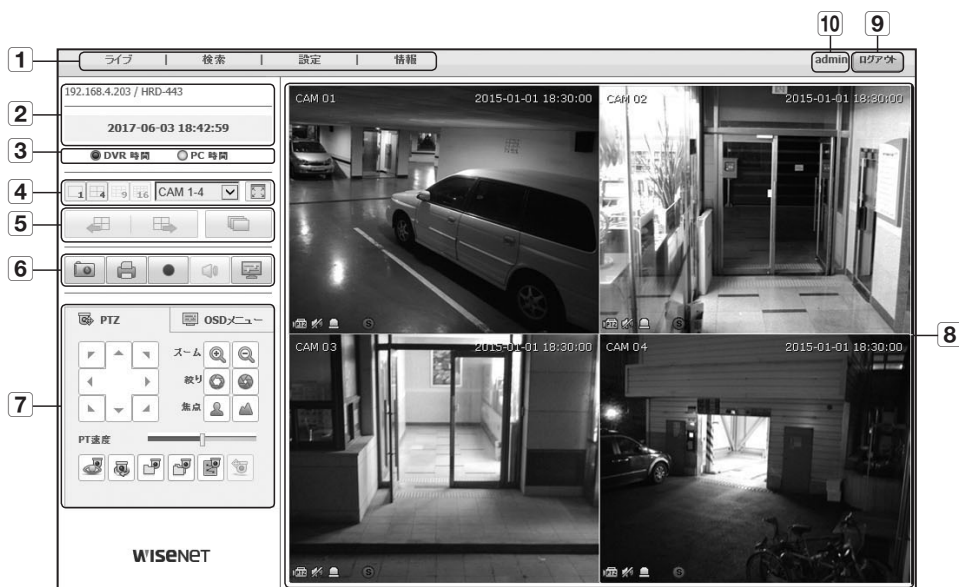 10
9
1
ライブ | 検索 | 設定 | 情報
admin
ログアウト
2
192.168.4.203 / HRD-443
2017-06-03 18:42:59
3
DVR 時間
PC 時間
4
1 4 9 16
CAM 1-4
5
6
7
PTZ
OSDメニュー
ズーム
絞り
焦点
PT速度
WISENET
CAM 01
2015-01-01 18:30:00
PTZ
S
CAM 02
2015-01-01 18:30:00
PTZ
S
CAM 03
2015-01-01 18:30:00
PTZ
S
CAM 04
2015-01-01 18:30:00
PTZ
S
8